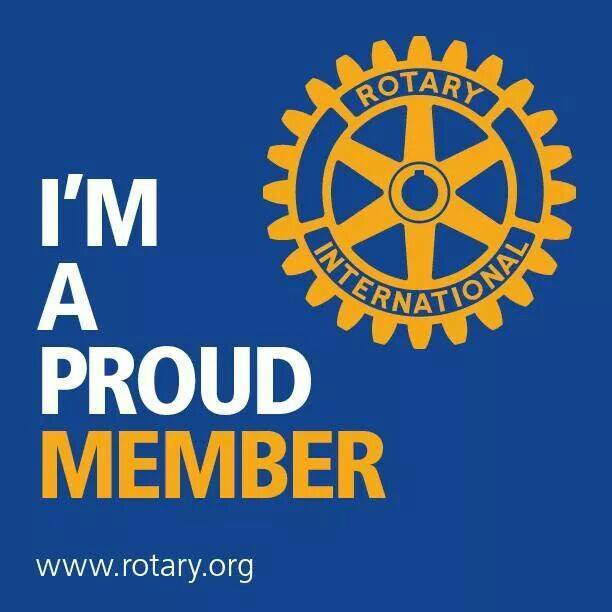 ROTARY
INTERNATIONAL
I'M
A
PROUD
MEMBER
www.rotary.org